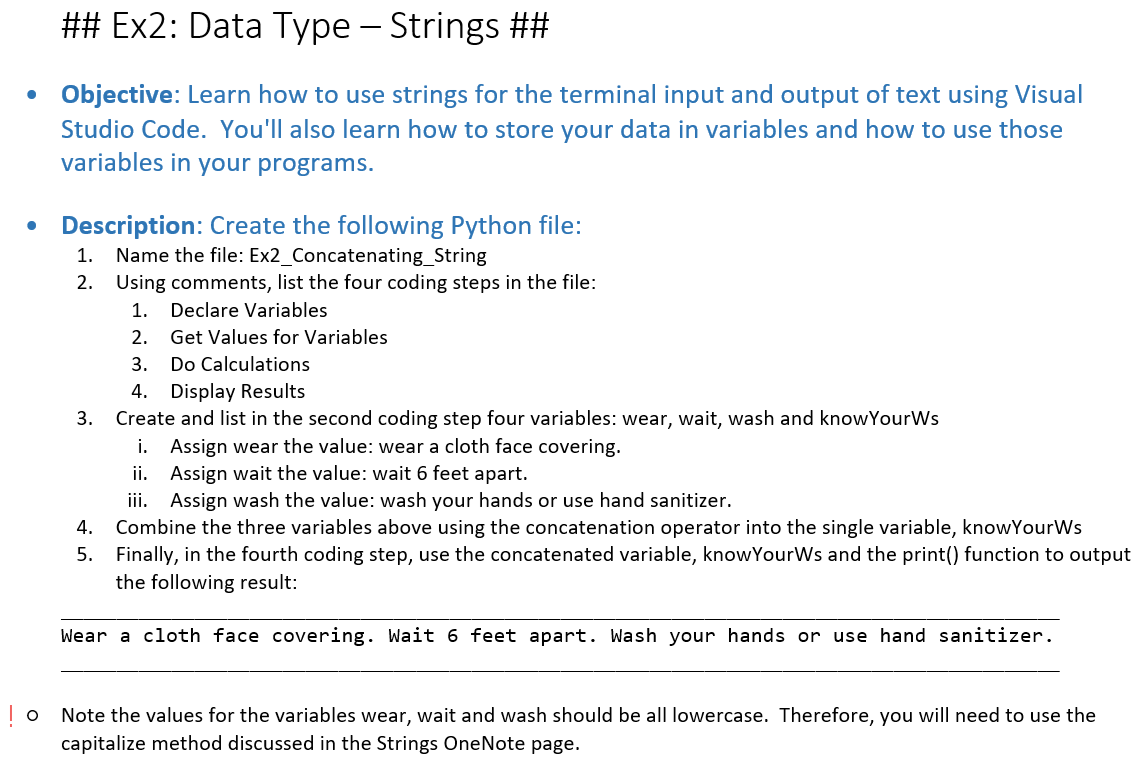 ## Ex2: Data Type – Strings ##
• Objective: Learn how to use strings for the terminal input and output of text using Visual
Studio Code.  You'll also learn how to store your data in variables and how to use those
variables in your programs.
• Description: Create the following Python file:
1. Name the file: Ex2_Concatenating_String
2. Using comments, list the four coding steps in the file:
1. Declare Variables
2. Get Values for Variables
3. Do Calculations
4. Display Results
3. Create and list in the second coding step four variables: wear, wait, wash and knowYourWs
i. Assign wear the value: wear a cloth face covering.
ii. Assign wait the value: wait 6 feet apart.
iii. Assign wash the value: wash your hands or use hand sanitizer.
4. Combine the three variables above using the concatenation operator into the single variable, knowYourWs
5. Finally, in the fourth coding step, use the concatenated variable, knowYourWs and the print() function to output
the following result:
Wear a cloth face covering. Wait 6 feet apart. Wash your hands or use hand sanitizer.
! o Note the values for the variables wear, wait and wash should be all lowercase.  Therefore, you will need to use the
capitalize method discussed in the Strings OneNote page.